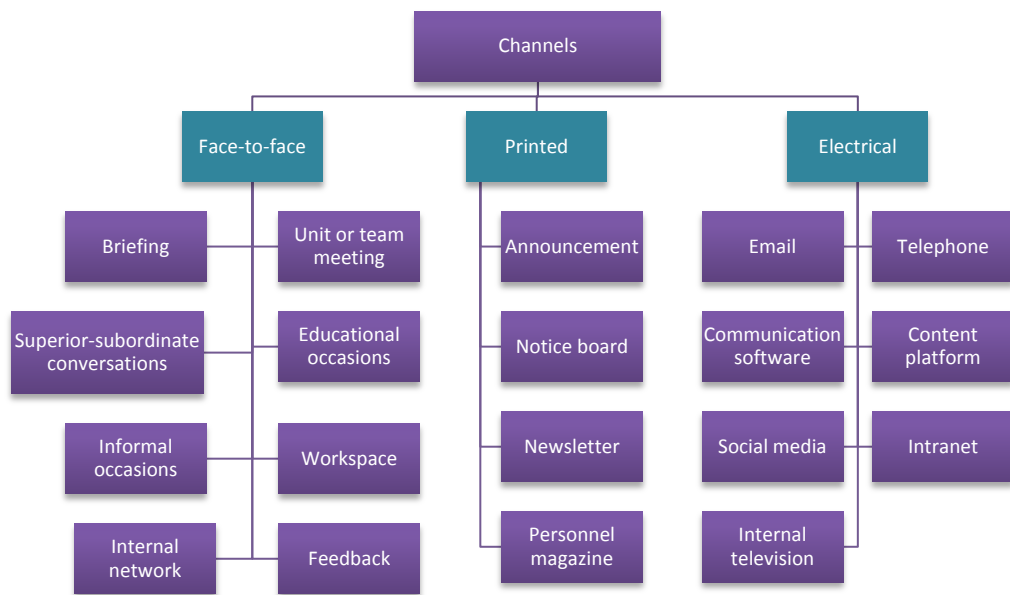 Channels
Face-to-face
Printed
Electrical
Briefing
Unit or team
meeting
Superior-subordinate
conversations
Educational
occasions
Informal
occasions
Workspace
Internal
network
Feedback
Announcement
Notice board
Newsletter
Personnel
magazine
Email
Telephone
Communication
software
Content
platform
Social media
Intranet
Internal
television